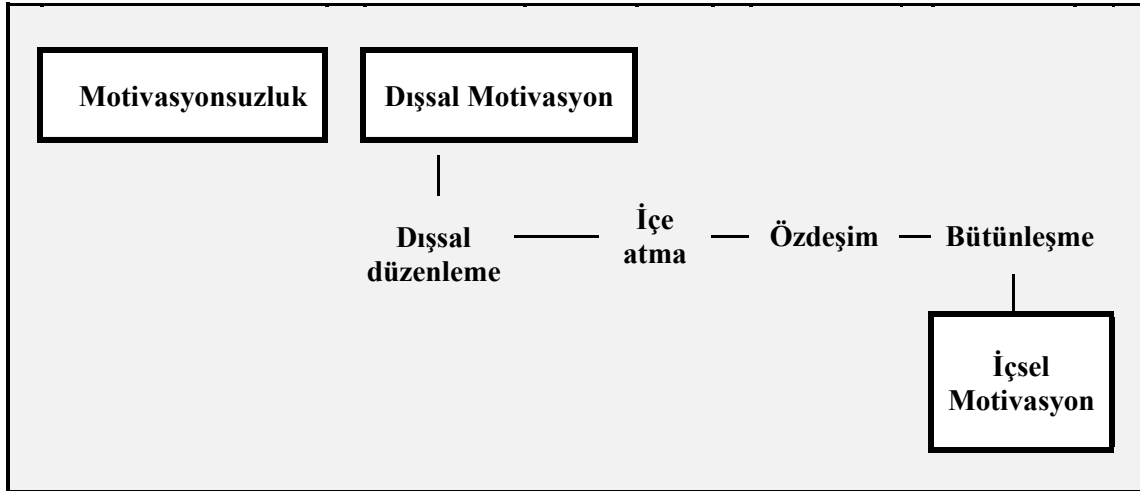 Motivasyonsuzluk
Dışsal Motivasyon
Dışsal
düzenleme
İçe
atma
Özdeşim
Bütünleşme
İçsel
Motivasyon